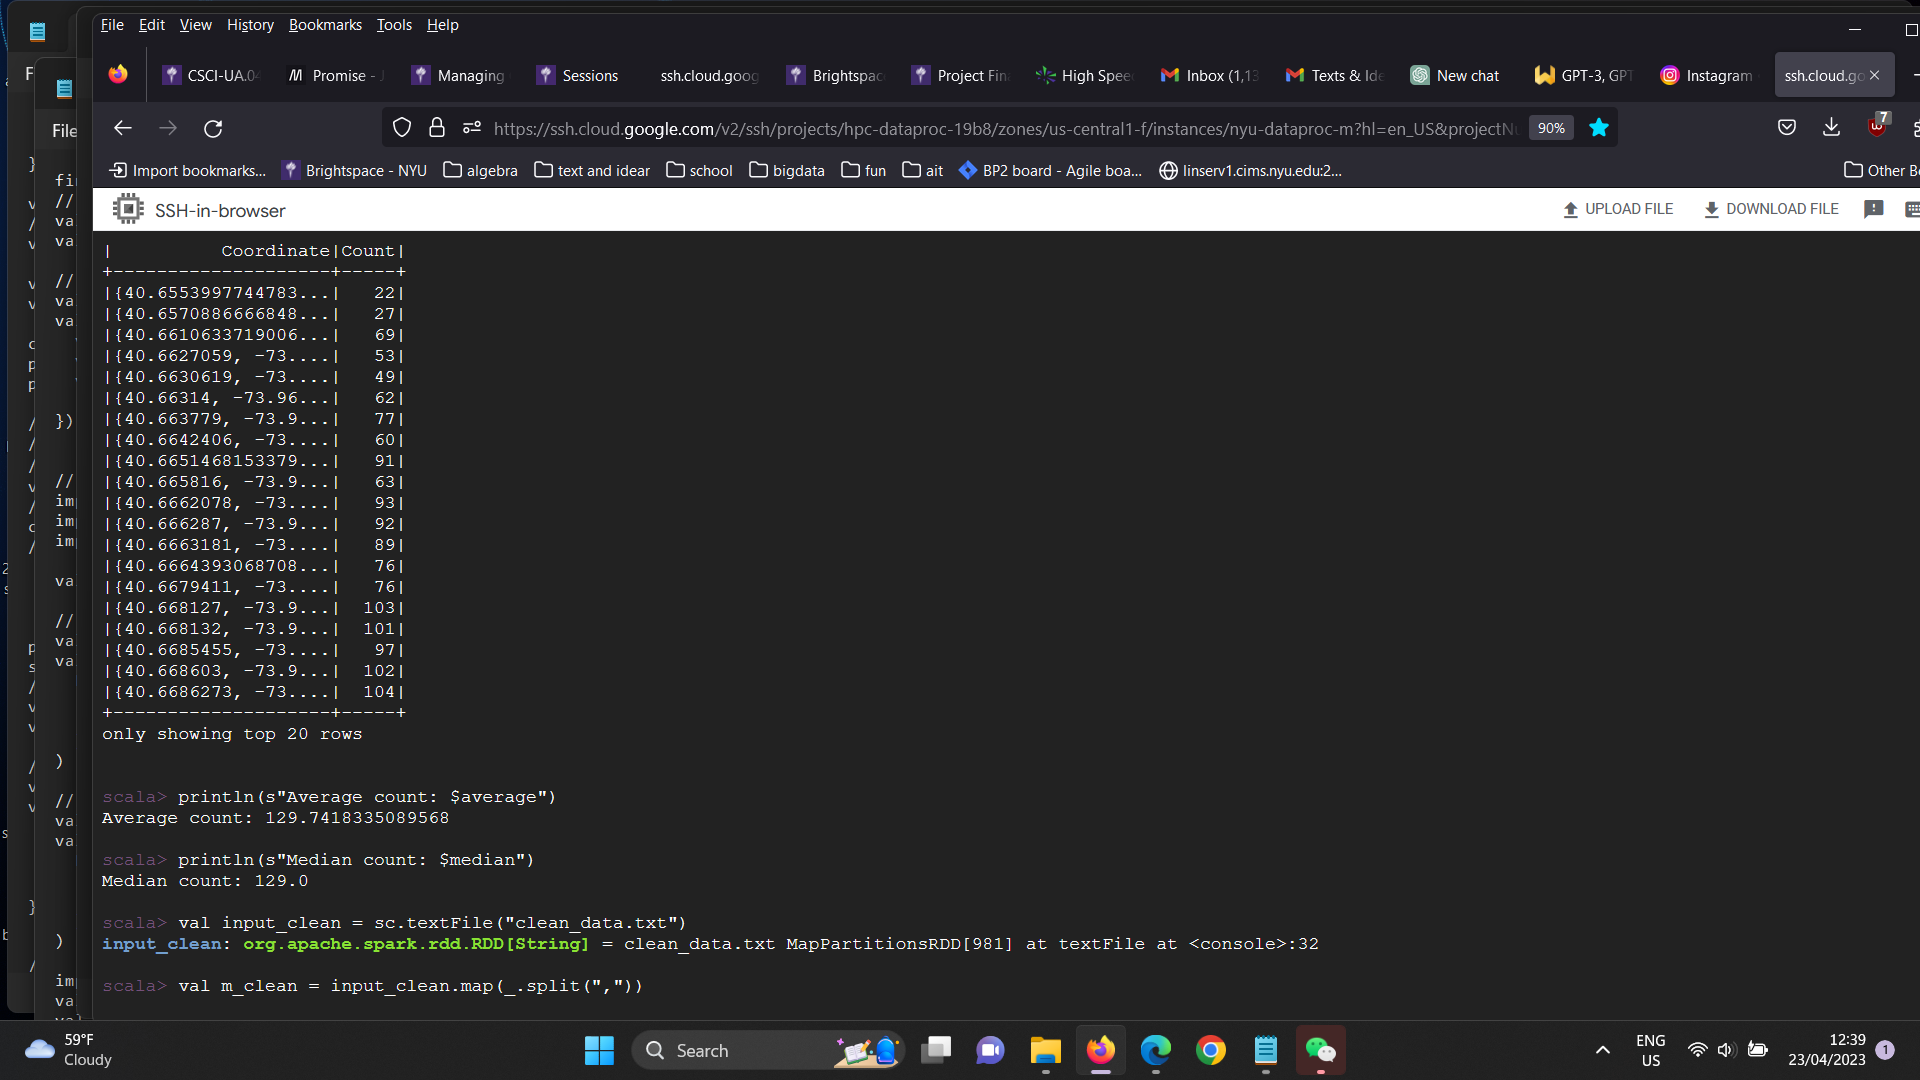 File Edit View History Bookmarks Tools Help
CSCI-UA.04 Promise - J Managing Sessions ssh.cloud.goog Brightspac Project Fina High Spee Inbox (1,13 Texts & Ide New chat GPT-3, GPT Instagram ssh.cloud.go
https://ssh.cloud.google.com/v2/ssh/projects/hpc-dataproc-19b8/zones/us-central1-f/instances/nyu-dataproc-m?hl=en_US&projectNu 90% 7
Import bookmarks... Brightspace - NYU algebra text and idear school bigdata fun ait BP2 board - Agile boa... linserv1.cims.nyu.edu:2... Other Bo
SSH-in-browser UPLOAD FILE DOWNLOAD FILE
|           Coordinate|Count|
+---------------------+-----+
|{40.6553997744783...|   22|
|{40.6570886666848...|   27|
|{40.6610633719006...|   69|
|{40.6627059, -73....|   53|
|{40.6630619, -73....|   49|
|{40.66314, -73.96...|   62|
|{40.663779, -73.9...|   77|
|{40.6642406, -73....|   60|
|{40.6651468153379...|   91|
|{40.665816, -73.9...|   63|
|{40.6662078, -73....|   93|
|{40.666287, -73.9...|   92|
|{40.6663181, -73....|   89|
|{40.6664393068708...|   76|
|{40.6679411, -73....|   76|
|{40.668127, -73.9...|  103|
|{40.668132, -73.9...|  101|
|{40.6685455, -73....|   97|
|{40.668603, -73.9...|  102|
|{40.6686273, -73....|  104|
+---------------------+-----+
only showing top 20 rows
scala> println(s"Average count: $average")
Average count: 129.7418335089568
scala> println(s"Median count: $median")
Median count: 129.0
scala> val input_clean = sc.textFile("clean_data.txt")
input_clean: org.apache.spark.rdd.RDD[String] = clean_data.txt MapPartitionsRDD[981] at textFile at <console>:32
scala> val m_clean = input_clean.map(_.split(","))
File
59°F
Cloudy
Search
ENG
US
12:39
23/04/2023
1